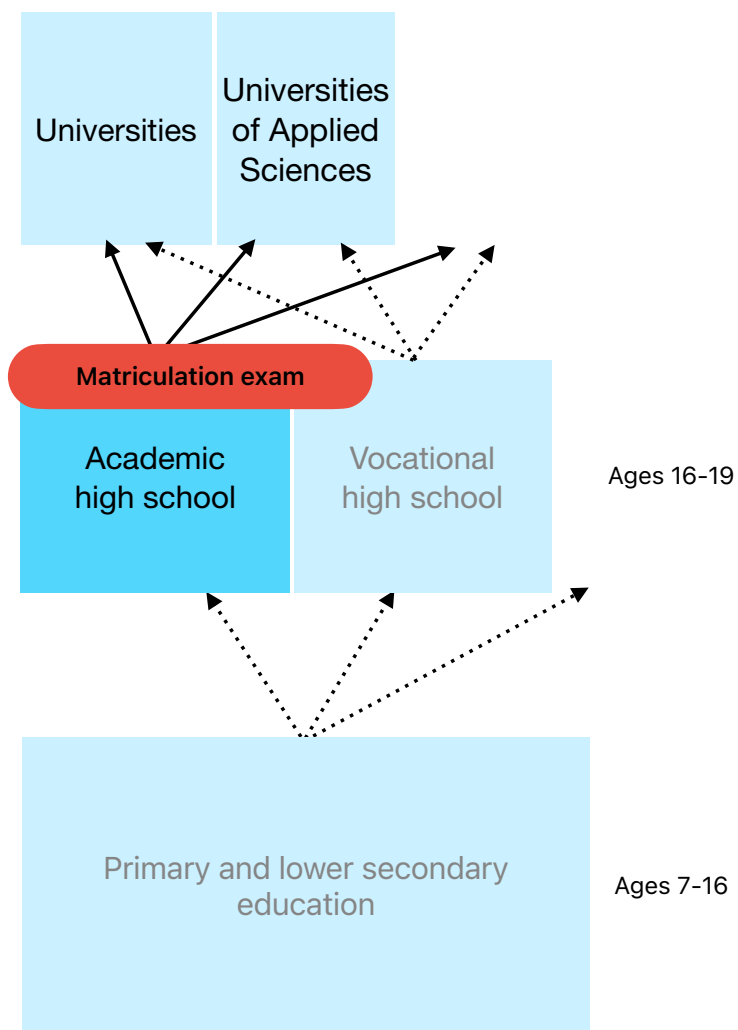 Universities
Universities
of Applied
Sciences
Matriculation exam
Academic
high school
Vocational
high school
Ages 16-19
Primary and lower secondary
education
Ages 7-16